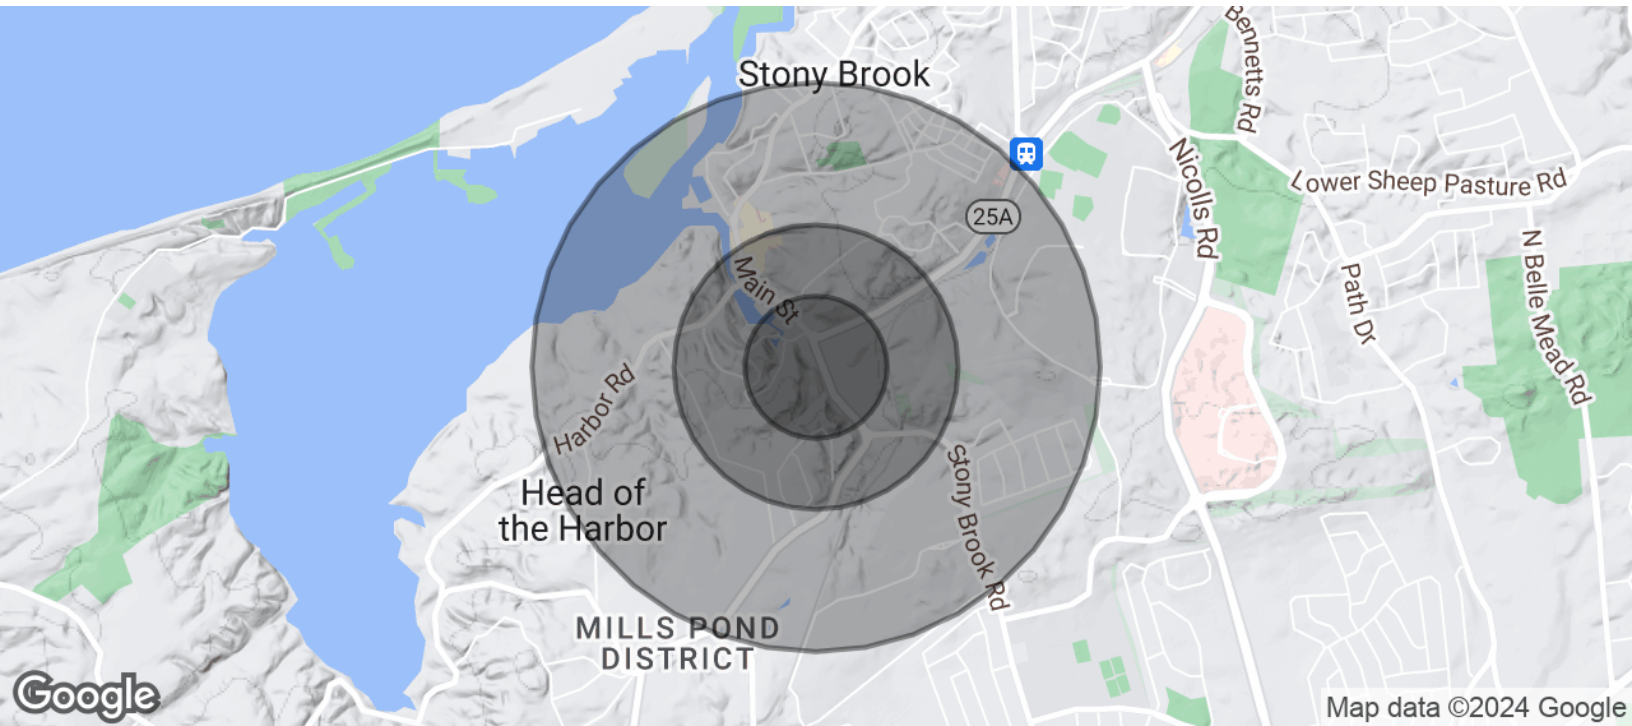 Stony Brook
Bennetts Rd
Nicolls Rd
Lower Sheep Pasture Rd
25A
Main St
Path Dr
N Belle Mead Rd
Harbor Rd
Stony Brook Rd
Head of
the Harbor
MILLS POND
DISTRICT
Google
Map data ©2024 Google